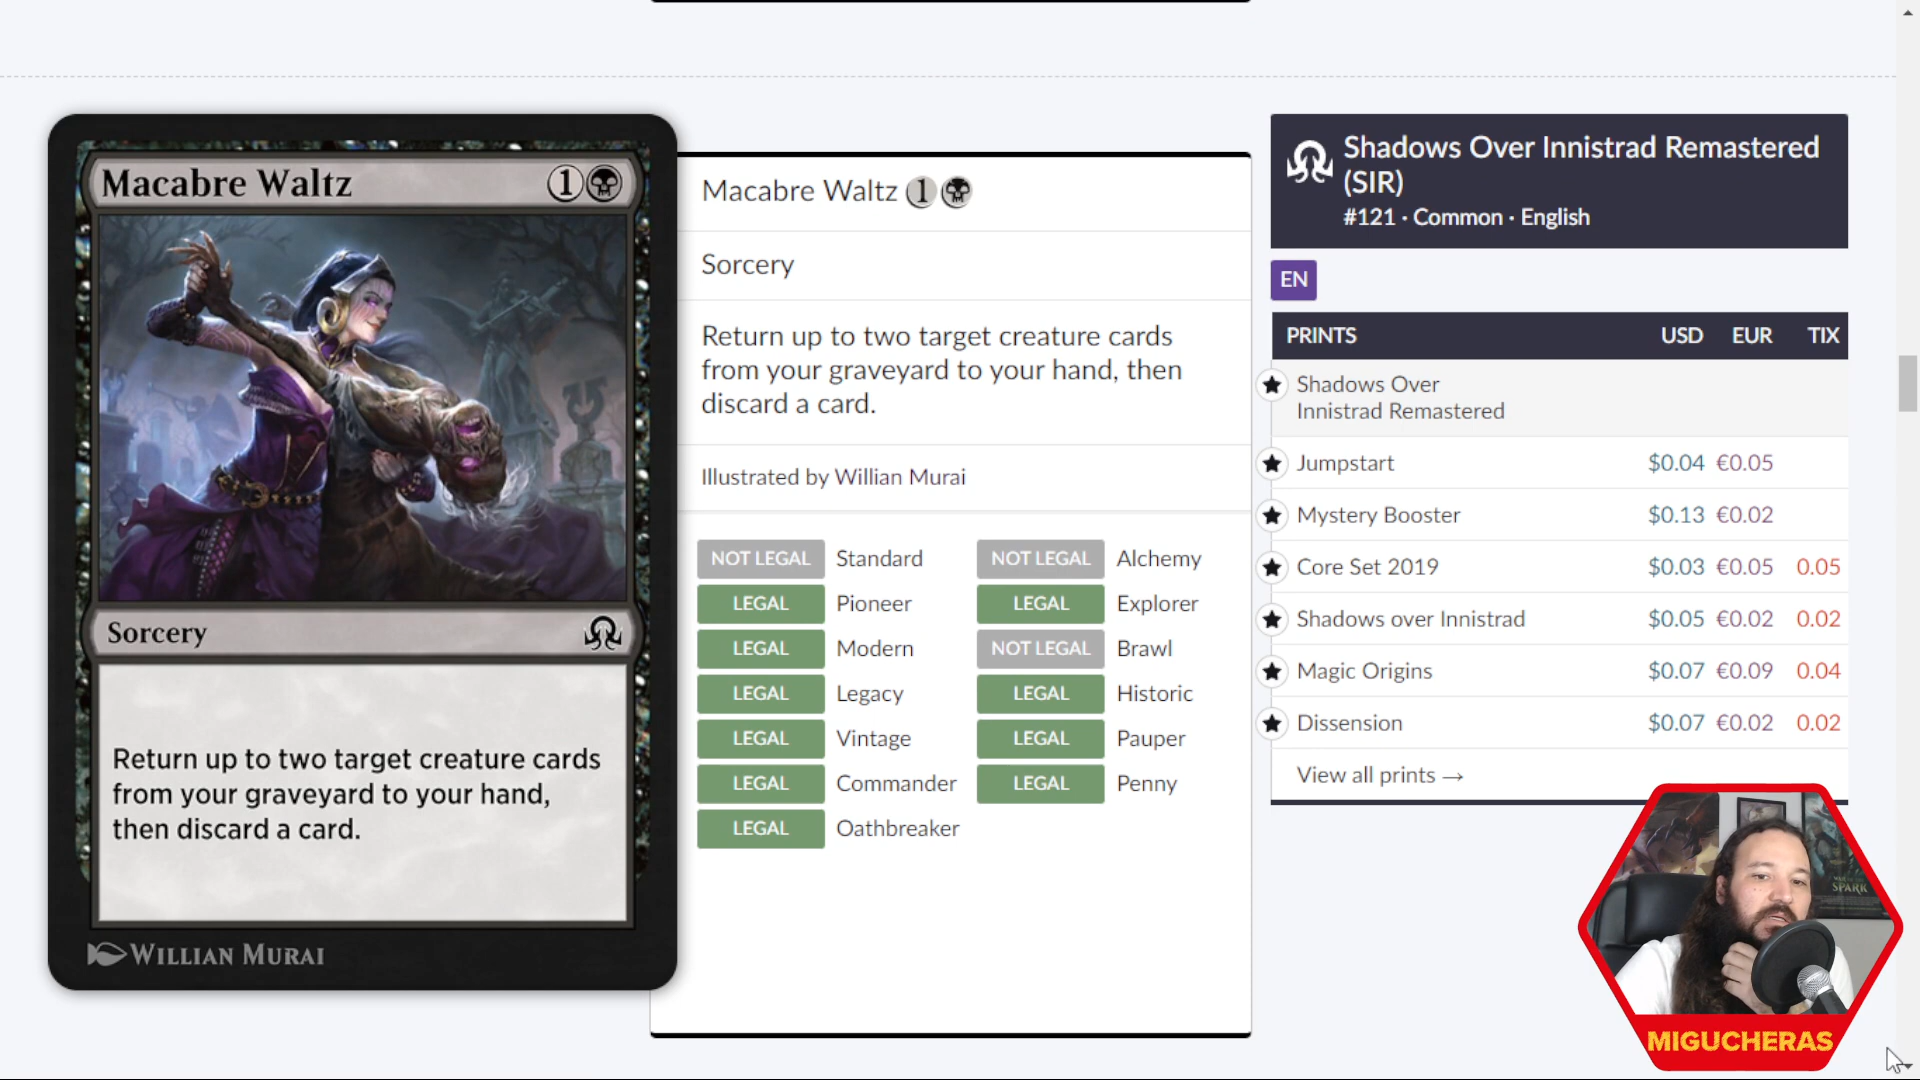 Macabre Waltz 1
Sorcery
Return up to two target creature cards
from your graveyard to your hand,
then discard a card.
WILLIAN MURAI
Macabre Waltz 1
Sorcery
Return up to two target creature cards
from your graveyard to your hand, then
discard a card.
Illustrated by Willian Murai
NOT LEGAL Standard NOT LEGAL Alchemy
LEGAL Pioneer LEGAL Explorer
LEGAL Modern NOT LEGAL Brawl
LEGAL Legacy LEGAL Historic
LEGAL Vintage LEGAL Pauper
LEGAL Commander LEGAL Penny
LEGAL Oathbreaker
Shadows Over Innistrad Remastered
(SIR)
#121 · Common · English
EN
PRINTS USD EUR TIX
Shadows Over
Innistrad Remastered
Jumpstart $0.04 €0.05
Mystery Booster $0.13 €0.02
Core Set 2019 $0.03 €0.05 0.05
Shadows over Innistrad $0.05 €0.02 0.02
Magic Origins $0.07 €0.09 0.04
Dissension $0.07 €0.02 0.02
View all prints →
SPARK
MIGUCHERAS